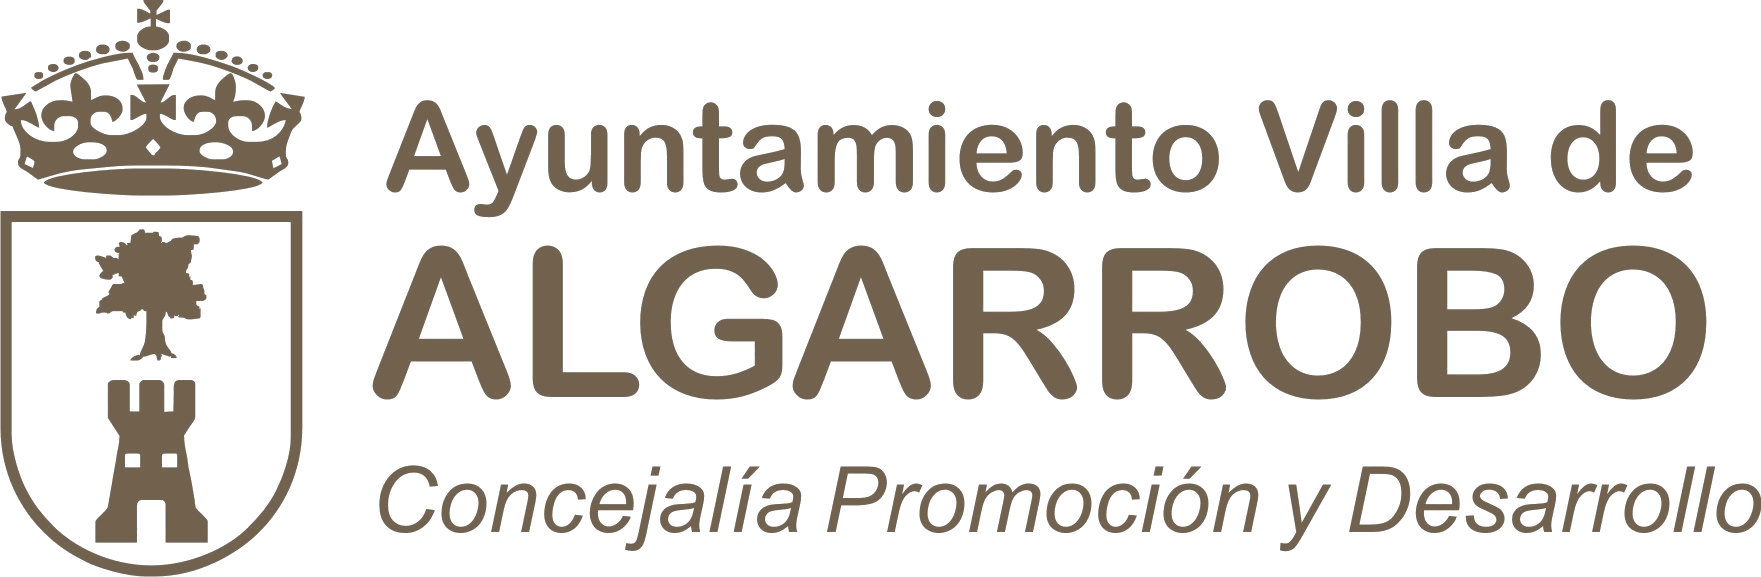 Ayuntamiento Villa de
ALGARROBO
Concejalía Promoción y Desarrollo